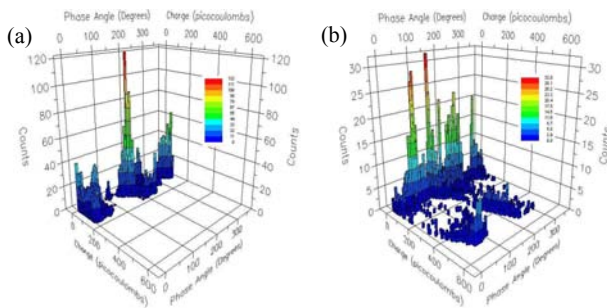 (a)
Phase Angle (Degrees) Charge (picocoulombs)
0 100 200 300 0 200 400 600
120 120
100 100
80 80
60 60
40 40
20 20
0 0
Counts Counts
0 200 400 600 0 100 200 300
Charge (picocoulombs) Phase Angle (Degrees)
(b)
Phase Angle (Degrees) Charge (picocoulombs)
0 100 200 300 0 200 400 600
30 30
25 25
20 20
15 15
10 10
5 5
0 0
Counts Counts
0 200 400 600 0 100 200 300
Charge (picocoulombs) Phase Angle (Degrees)